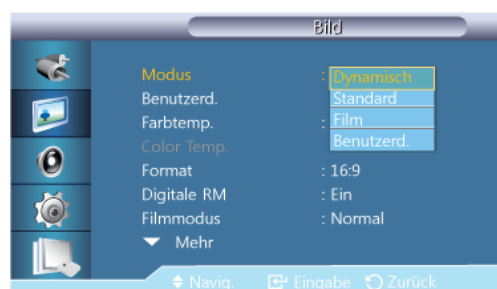 Bild
Modus : Dynamisch
Standard
Benutzerd.
Farbtemp. : Film
Color Temp. Benutzerd.
Format : 16:9
Digitale RM : Ein
Filmmodus : Normal
Mehr
Navig. Eingabe Zurück